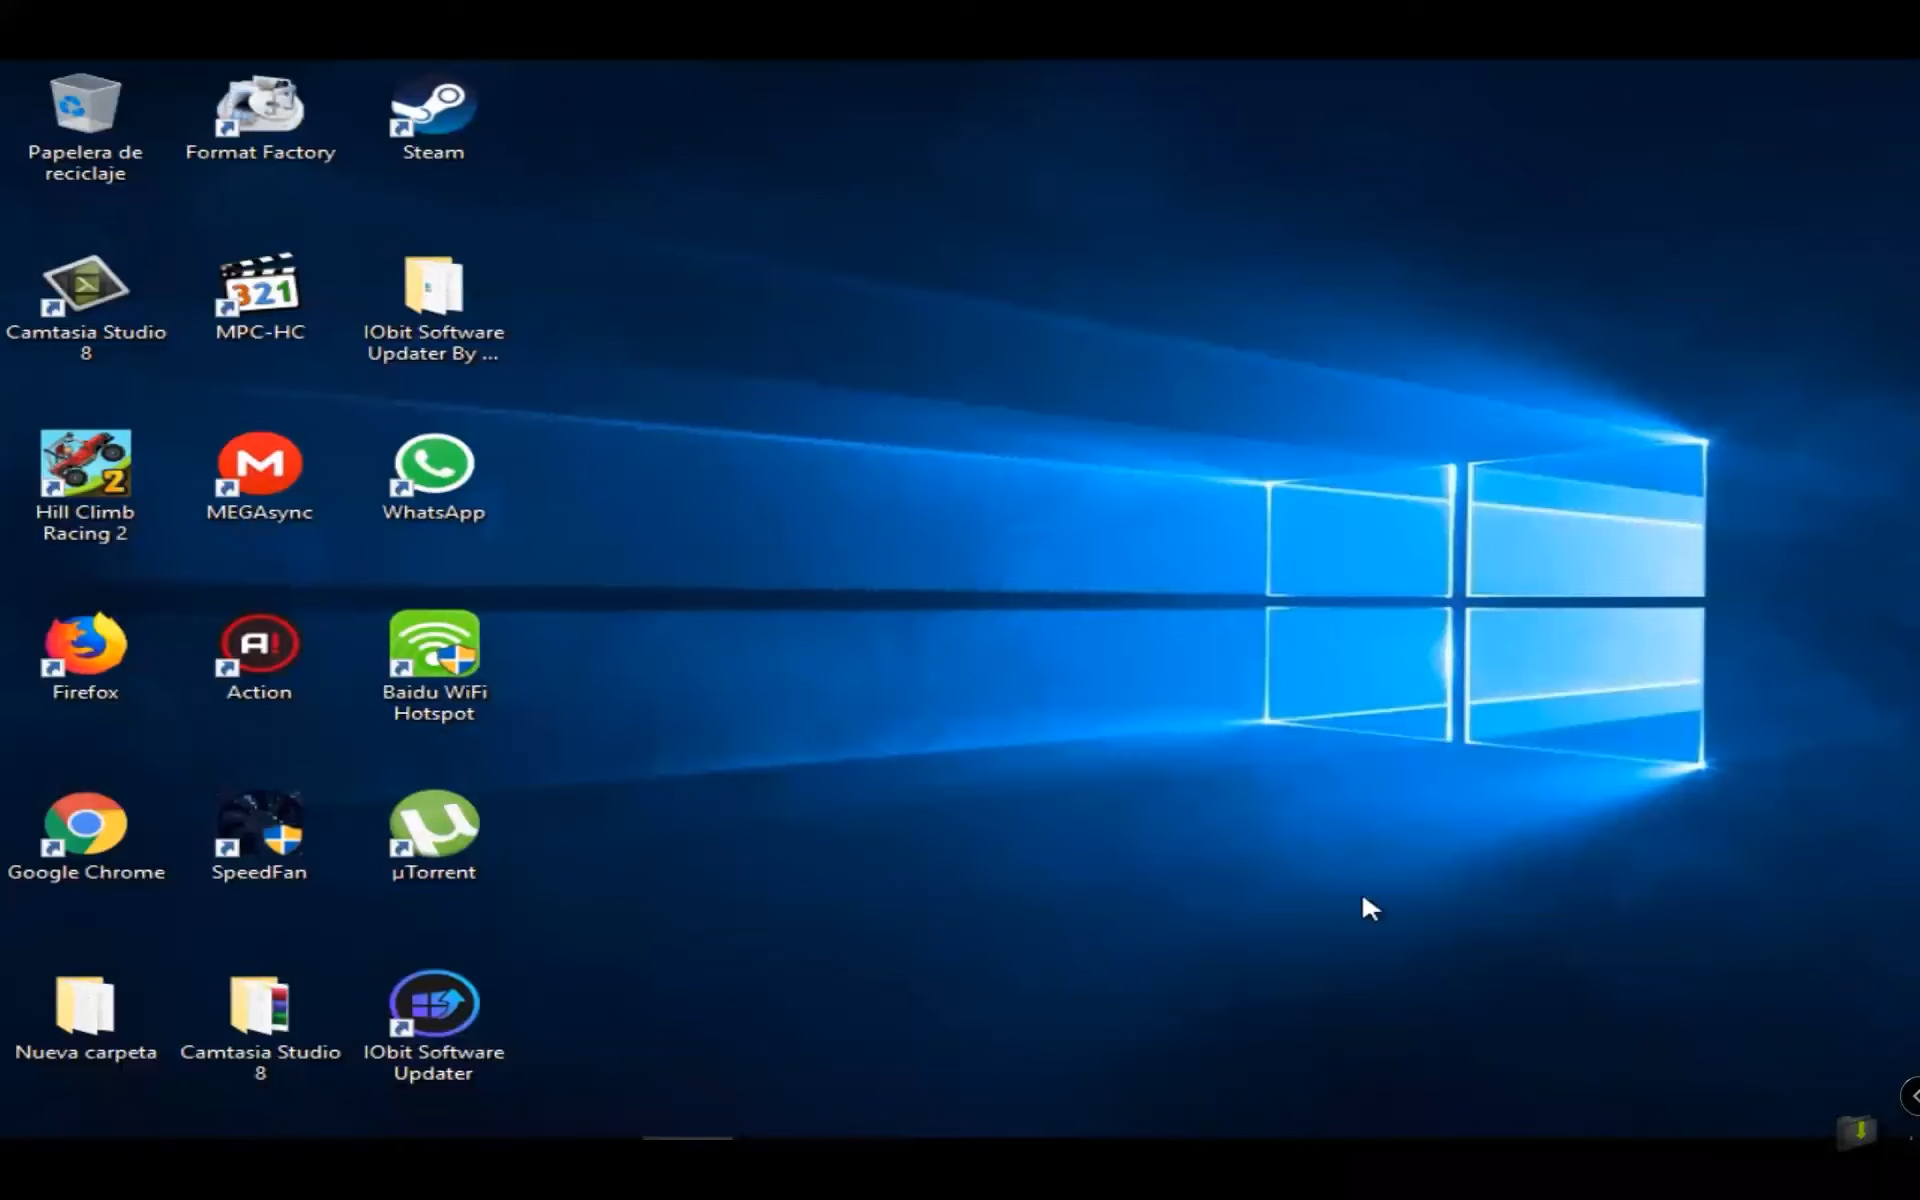 Papelera de
reciclaje
Format Factory
Steam
Camtasia Studio
8
321
MPC-HC
IObit Software
Updater By ...
2
Hill Climb
Racing 2
M
MEGAsync
WhatsApp
Firefox
A!
Action
Baidu WiFi
Hotspot
Google Chrome
SpeedFan
µ
µTorrent
Nueva carpeta
Camtasia Studio
8
IObit Software
Updater